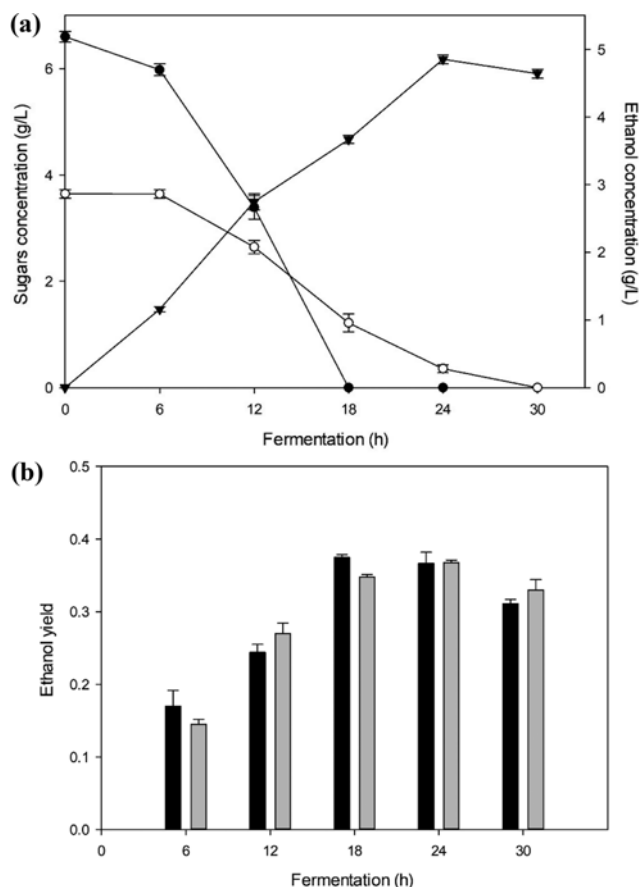 (a)
6
4
2
0
Sugars concentration (g/L)
5
4
3
2
1
0
Ethanol concentration (g/L)
0 6 12 18 24 30
Fermentation (h)
(b)
0.5
0.4
0.3
0.2
0.1
0.0
Ethanol yield
0 6 12 18 24 30
Fermentation (h)